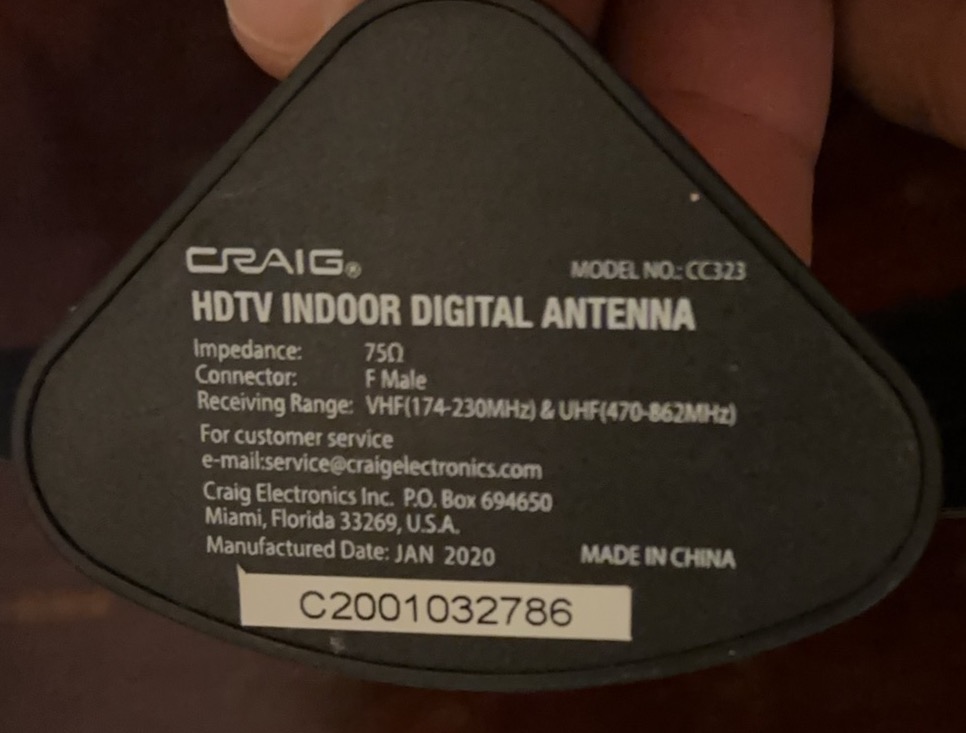 CRAIG®
MODEL NO.: CC323
HDTV INDOOR DIGITAL ANTENNA
Impedance: 75Ω
Connector: F Male
Receiving Range: VHF(174-230MHz) & UHF(470-862MHz)
For customer service
e-mail:service@craigelectronics.com
Craig Electronics Inc. P.O. Box 694650
Miami, Florida 33269, U.S.A.
Manufactured Date: JAN 2020 MADE IN CHINA
C2001032786